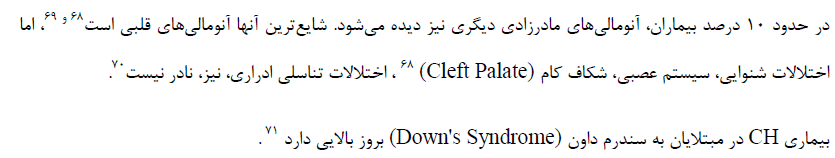 در حدود ۱۰ درصد بیماران، آنومالی‌های مادرزادی دیگری نیز دیده می‌شود. شایع‌ترین آنها آنومالی‌های قلبی است۶۸ و ۶۹، اما
اختلالات شنوایی، سیستم عصبی، شکاف کام (Cleft Palate) ۶۸، اختلالات تناسلی ادراری، نیز، نادر نیست۷۰.
بیماری CH در مبتلایان به سندرم داون (Down's Syndrome) بروز بالایی دارد ۷۱.